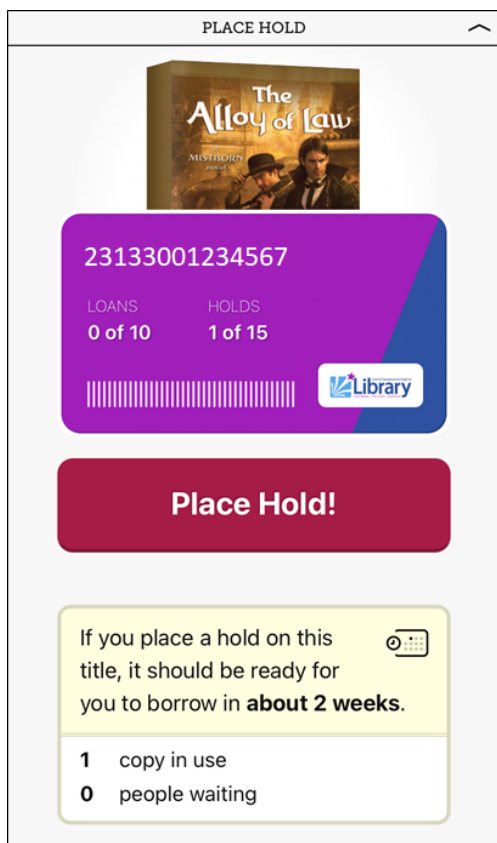 PLACE HOLD
The
Alloy of Law
MISTBORN
novel
23133001234567
LOANS
HOLDS
0 of 10
1 of 15
Library
Place Hold!
If you place a hold on this
title, it should be ready for
you to borrow in about 2 weeks.
1 copy in use
0 people waiting